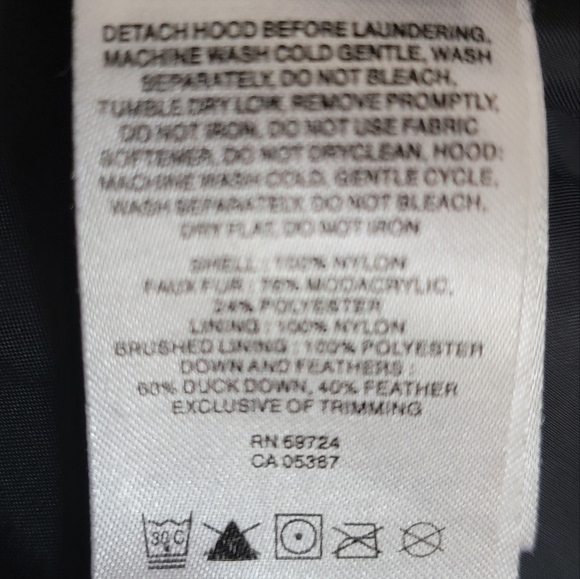 DETACH HOOD BEFORE LAUNDERING.
MACHINE WASH COLD GENTLE, WASH
SEPARATELY. DO NOT BLEACH.
TUMBLE DRY LOW. REMOVE PROMPTLY.
DO NOT IRON. DO NOT USE FABRIC
SOFTENER. DO NOT DRYCLEAN. HOOD:
MACHINE WASH COLD. GENTLE CYCLE.
WASH SEPARATELY. DO NOT BLEACH.
DRY FLAT. DO NOT IRON
SHELL : 100% NYLON
FAUX FUR : 76% MODACRYLIC,
24% POLYESTER
LINING : 100% NYLON
BRUSHED LINING : 100% POLYESTER
DOWN AND FEATHERS :
60% DUCK DOWN, 40% FEATHER
EXCLUSIVE OF TRIMMING
RN 69724
CA 05387
30 C